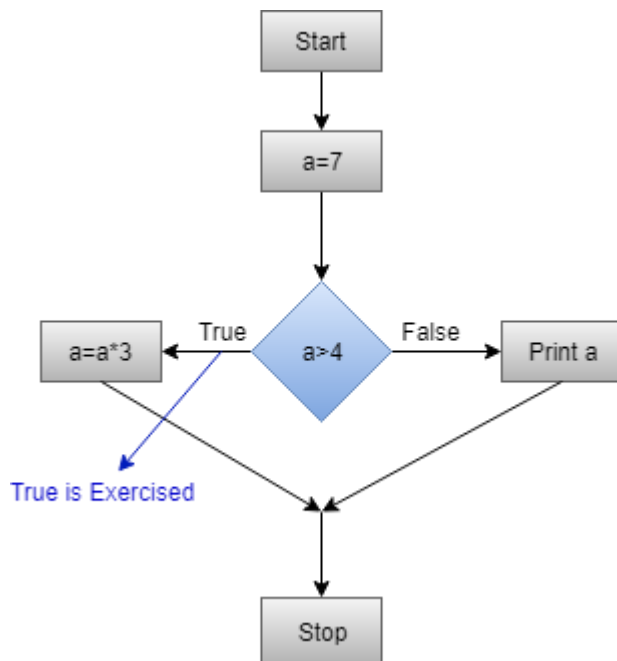 Start
a=7
True
False
a=a*3
a>4
Print a
True is Exercised
Stop